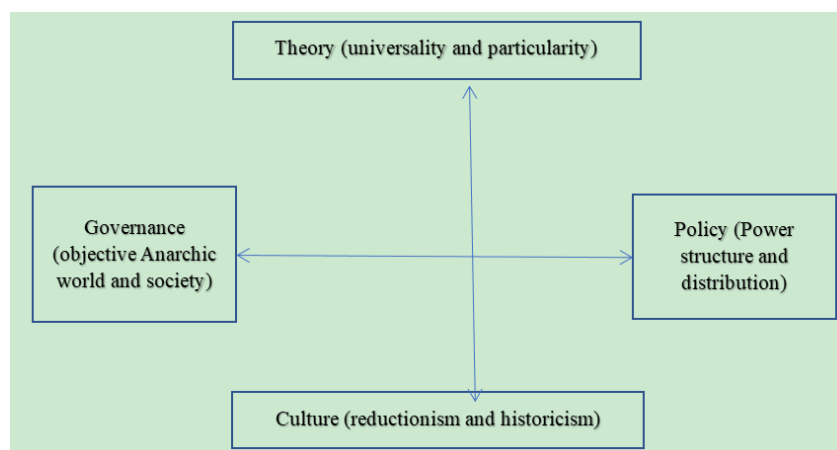 Theory (universality and particularity)
Governance
(objective Anarchic
world and society)
Policy (Power
structure and
distribution)
Culture (reductionism and historicism)